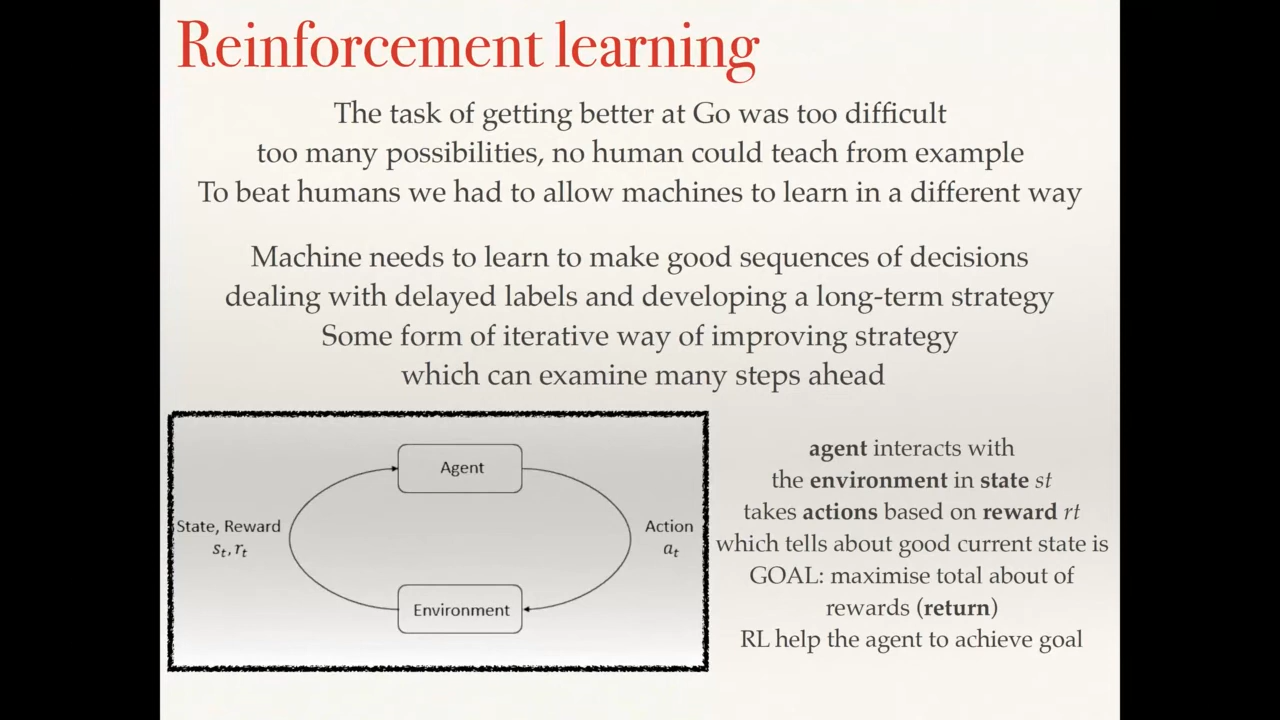 Reinforcement learning
The task of getting better at Go was too difficult
too many possibilities, no human could teach from example
To beat humans we had to allow machines to learn in a different way
Machine needs to learn to make good sequences of decisions
dealing with delayed labels and developing a long-term strategy
Some form of iterative way of improving strategy
which can examine many steps ahead
Agent
State, Reward
sₜ, rₜ
Action
aₜ
Environment
agent interacts with
the environment in state st
takes actions based on reward rt
which tells about good current state is
GOAL: maximise total about of
rewards (return)
RL help the agent to achieve goal